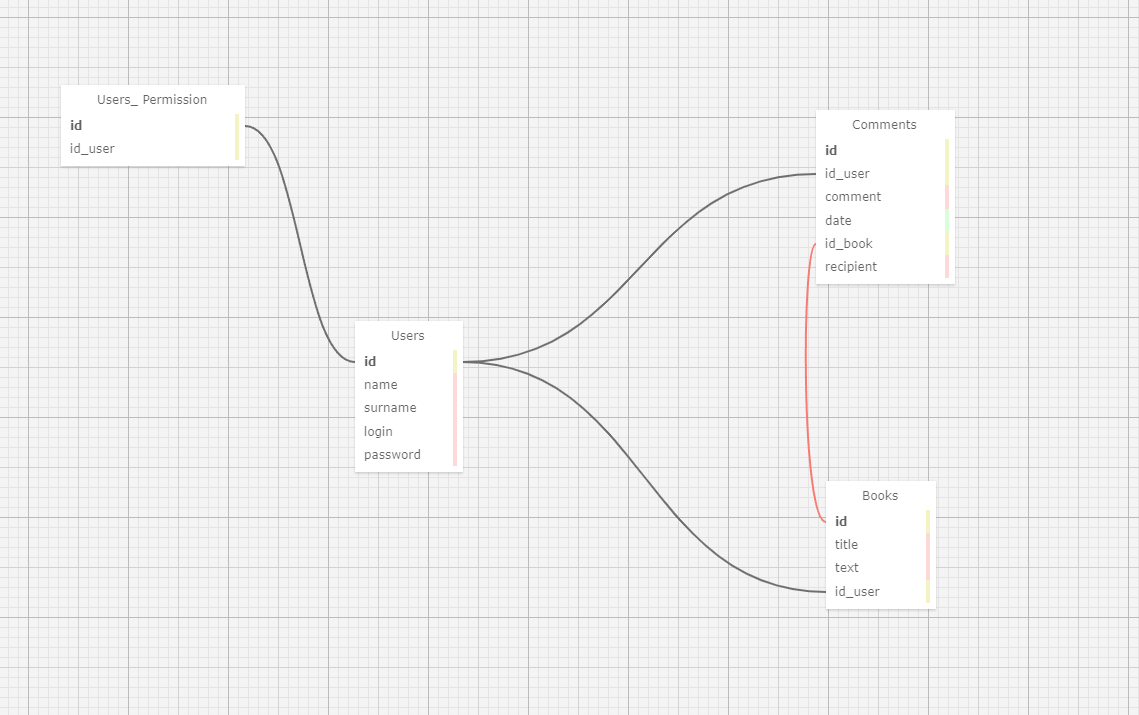 Users_ Permission
id
id_user
Users
id
name
surname
login
password
Comments
id
id_user
comment
date
id_book
recipient
Books
id
title
text
id_user